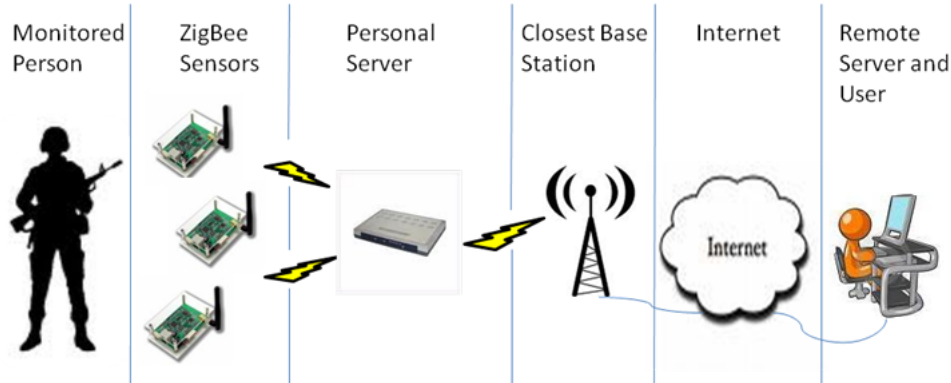 Monitored
Person
ZigBee
Sensors
Personal
Server
Closest Base
Station
Internet
Remote
Server and
User
Internet